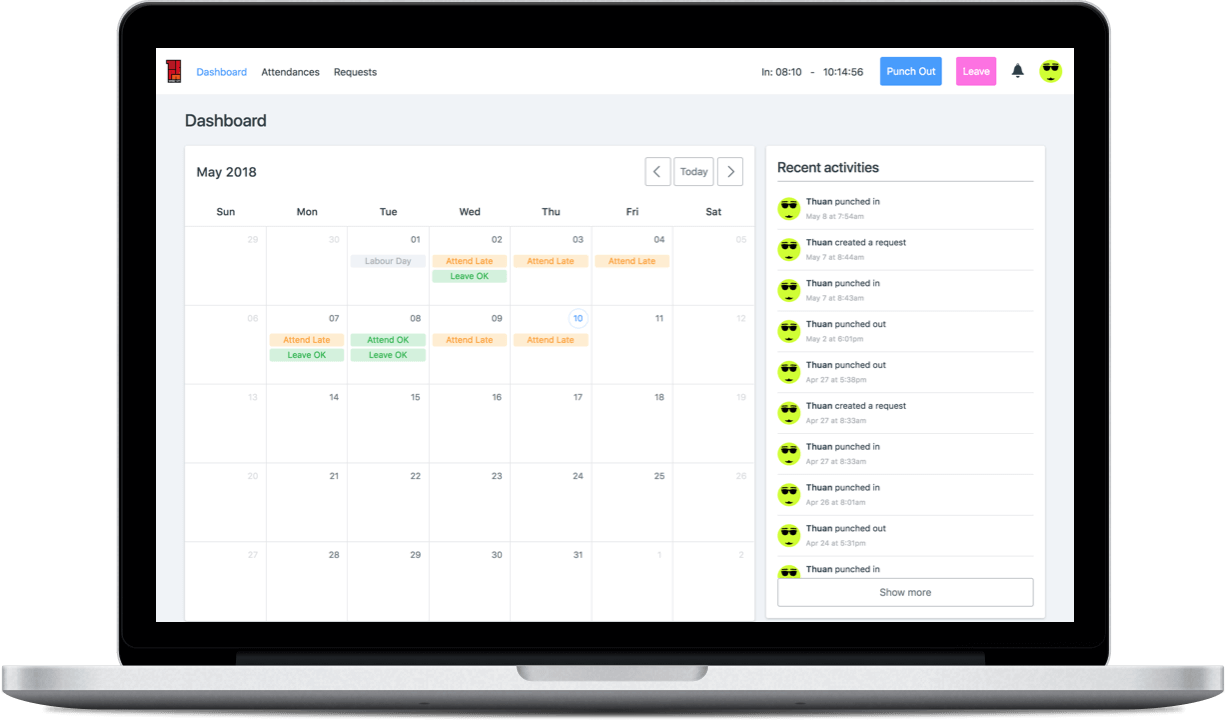 Dashboard Attendances Requests In: 08:10 - 10:14:56 Punch Out Leave
Dashboard
May 2018 Today
Sun Mon Tue Wed Thu Fri Sat
29 30 01 02 03 04 05
Labour Day Attend Late Attend Late Attend Late
Leave OK
06 07 08 09 10 11 12
Attend Late Attend OK Attend Late Attend Late
Leave OK Leave OK
13 14 15 16 17 18 19
20 21 22 23 24 25 26
27 28 29 30 31 1 2
Recent activities
Thuan punched in
May 8 at 7:54am
Thuan created a request
May 7 at 8:44am
Thuan punched in
May 7 at 8:43am
Thuan punched out
May 2 at 6:01pm
Thuan punched out
Apr 27 at 5:38pm
Thuan created a request
Apr 27 at 8:33am
Thuan punched in
Apr 27 at 8:33am
Thuan punched in
Apr 26 at 8:01am
Thuan punched out
Apr 24 at 5:31pm
Thuan punched in
Show more